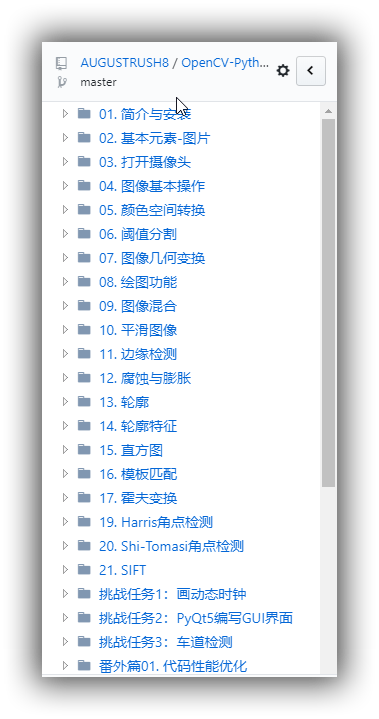 AUGUSTRUSH8 / OpenCV-Pyth...
master
01. 简介与安装
02. 基本元素-图片
03. 打开摄像头
04. 图像基本操作
05. 颜色空间转换
06. 阈值分割
07. 图像几何变换
08. 绘图功能
09. 图像混合
10. 平滑图像
11. 边缘检测
12. 腐蚀与膨胀
13. 轮廓
14. 轮廓特征
15. 直方图
16. 模板匹配
17. 霍夫变换
19. Harris角点检测
20. Shi-Tomasi角点检测
21. SIFT
挑战任务1：画动态时钟
挑战任务2：PyQt5编写GUI界面
挑战任务3：车道检测
番外篇01. 代码性能优化